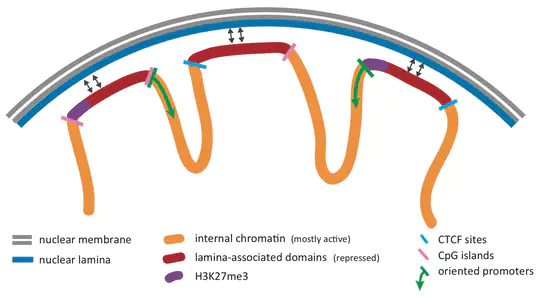 nuclear membrane
nuclear lamina
internal chromatin (mostly active)
lamina-associated domains (repressed)
H3K27me3
CTCF sites
CpG islands
oriented promoters